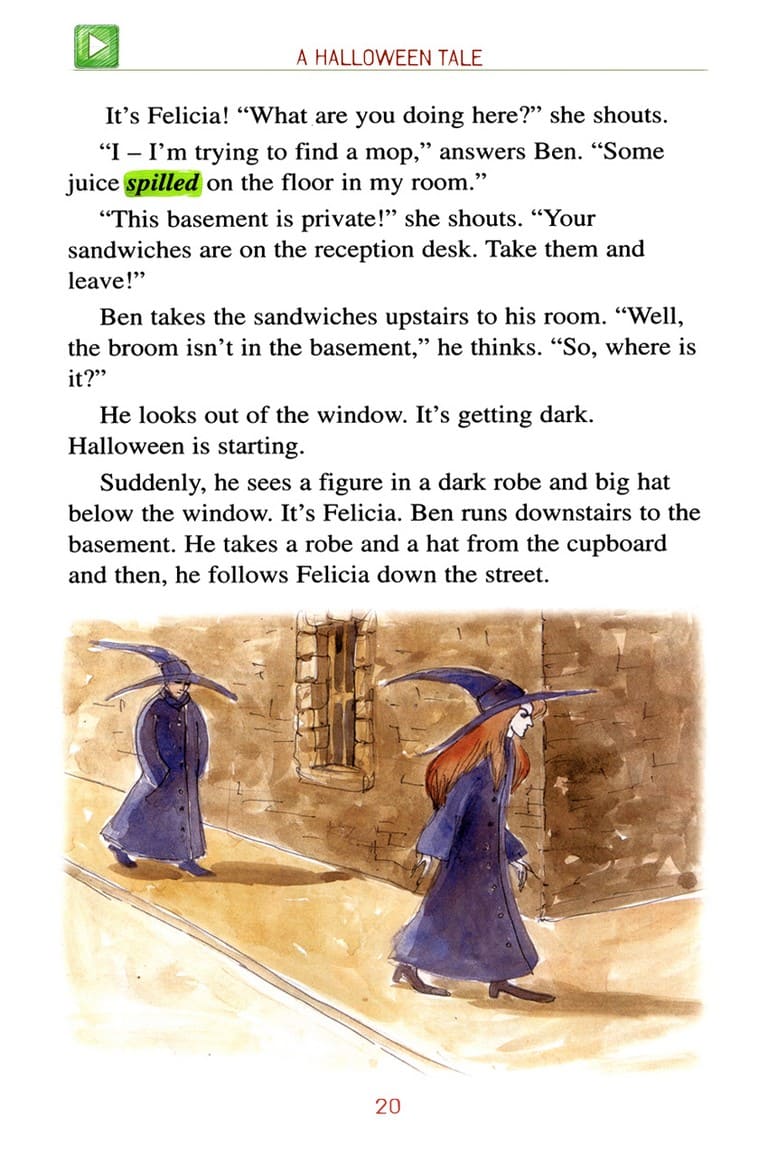 A HALLOWEEN TALE
It’s Felicia! “What are you doing here?” she shouts.
“I – I’m trying to find a mop,” answers Ben. “Some
juice spilled on the floor in my room.”
“This basement is private!” she shouts. “Your
sandwiches are on the reception desk. Take them and
leave!”
Ben takes the sandwiches upstairs to his room. “Well,
the broom isn’t in the basement,” he thinks. “So, where is
it?”
He looks out of the window. It’s getting dark.
Halloween is starting.
Suddenly, he sees a figure in a dark robe and big hat
below the window. It’s Felicia. Ben runs downstairs to the
basement. He takes a robe and a hat from the cupboard
and then, he follows Felicia down the street.
20